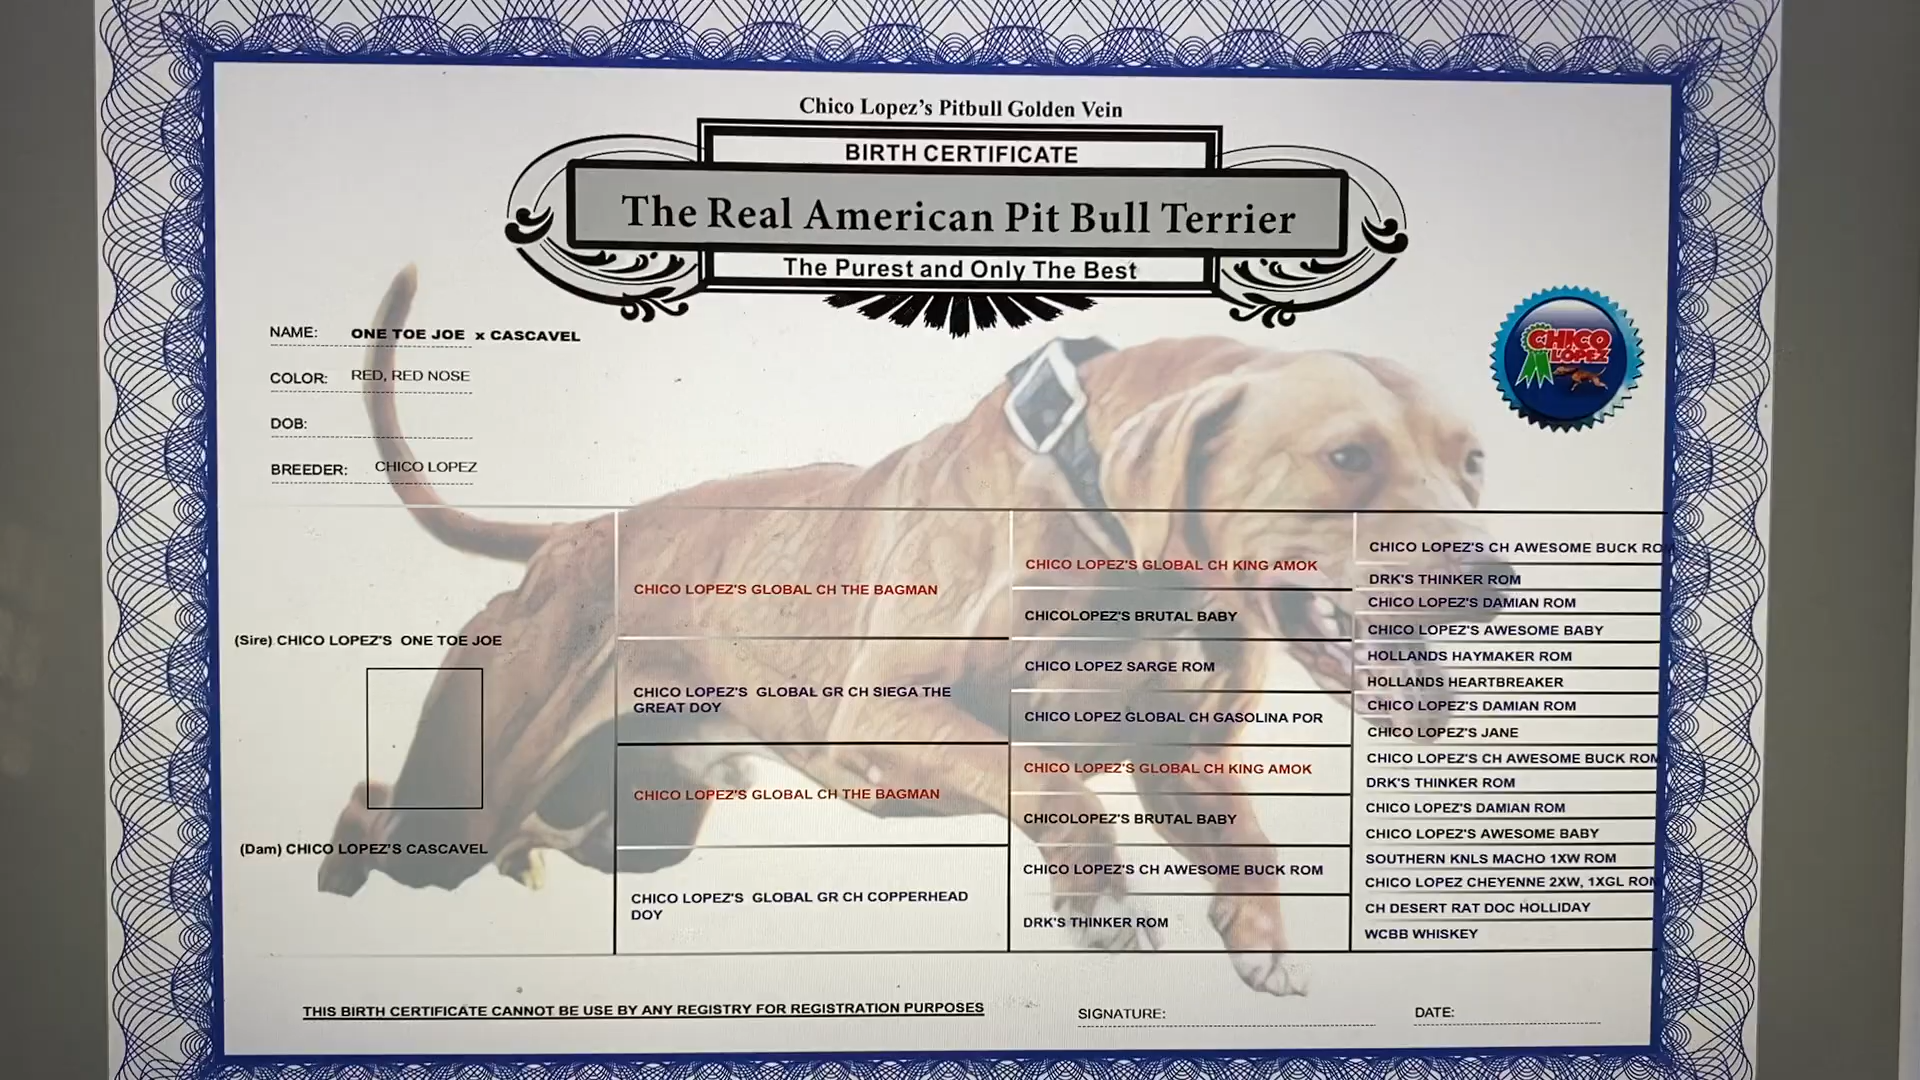 Chico Lopez's Pitbull Golden Vein
BIRTH CERTIFICATE
The Real American Pit Bull Terrier
The Purest and Only The Best
CHICO
LOPEZ
NAME: ONE TOE JOE x CASCAVEL
COLOR: RED, RED NOSE
DOB:
BREEDER: CHICO LOPEZ
(Sire) CHICO LOPEZ'S ONE TOE JOE
(Dam) CHICO LOPEZ'S CASCAVEL
CHICO LOPEZ'S GLOBAL CH THE BAGMAN
CHICO LOPEZ'S GLOBAL GR CH SIEGA THE
GREAT DOY
CHICO LOPEZ'S GLOBAL CH THE BAGMAN
CHICO LOPEZ'S GLOBAL GR CH COPPERHEAD
DOY
CHICO LOPEZ'S GLOBAL CH KING AMOK
CHICOLOPEZ'S BRUTAL BABY
CHICO LOPEZ SARGE ROM
CHICO LOPEZ GLOBAL CH GASOLINA POR
CHICO LOPEZ'S GLOBAL CH KING AMOK
CHICOLOPEZ'S BRUTAL BABY
CHICO LOPEZ'S CH AWESOME BUCK ROM
DRK'S THINKER ROM
CHICO LOPEZ'S CH AWESOME BUCK ROM
DRK'S THINKER ROM
CHICO LOPEZ'S DAMIAN ROM
CHICO LOPEZ'S AWESOME BABY
HOLLANDS HAYMAKER ROM
HOLLANDS HEARTBREAKER
CHICO LOPEZ'S DAMIAN ROM
CHICO LOPEZ'S JANE
CHICO LOPEZ'S CH AWESOME BUCK ROM
DRK'S THINKER ROM
CHICO LOPEZ'S DAMIAN ROM
CHICO LOPEZ'S AWESOME BABY
SOUTHERN KNLS MACHO 1XW ROM
CHICO LOPEZ CHEYENNE 2XW, 1XGL ROM
CH DESERT RAT DOC HOLLIDAY
WCBB WHISKEY
THIS BIRTH CERTIFICATE CANNOT BE USE BY ANY REGISTRY FOR REGISTRATION PURPOSES
SIGNATURE:
DATE: